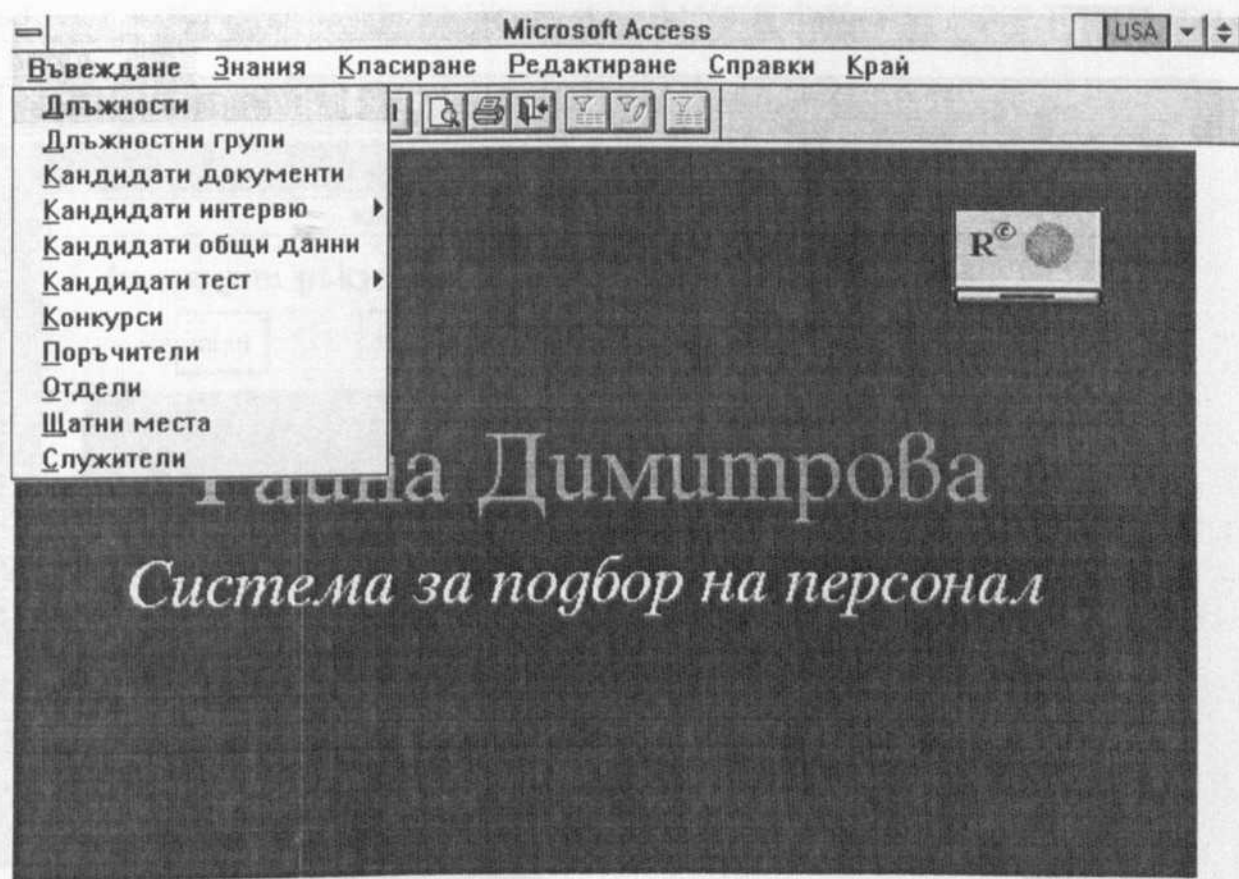 Microsoft Access
USA
Въвеждане Знания Класиране Редактиране Справки Край
Длъжности
Длъжностни групи
Кандидати документи
Кандидати интервю
Кандидати общи данни
Кандидати тест
Конкурси
Поръчители
Отдели
Щатни места
Служители
R©
Димитрова
Система за подбор на персонал